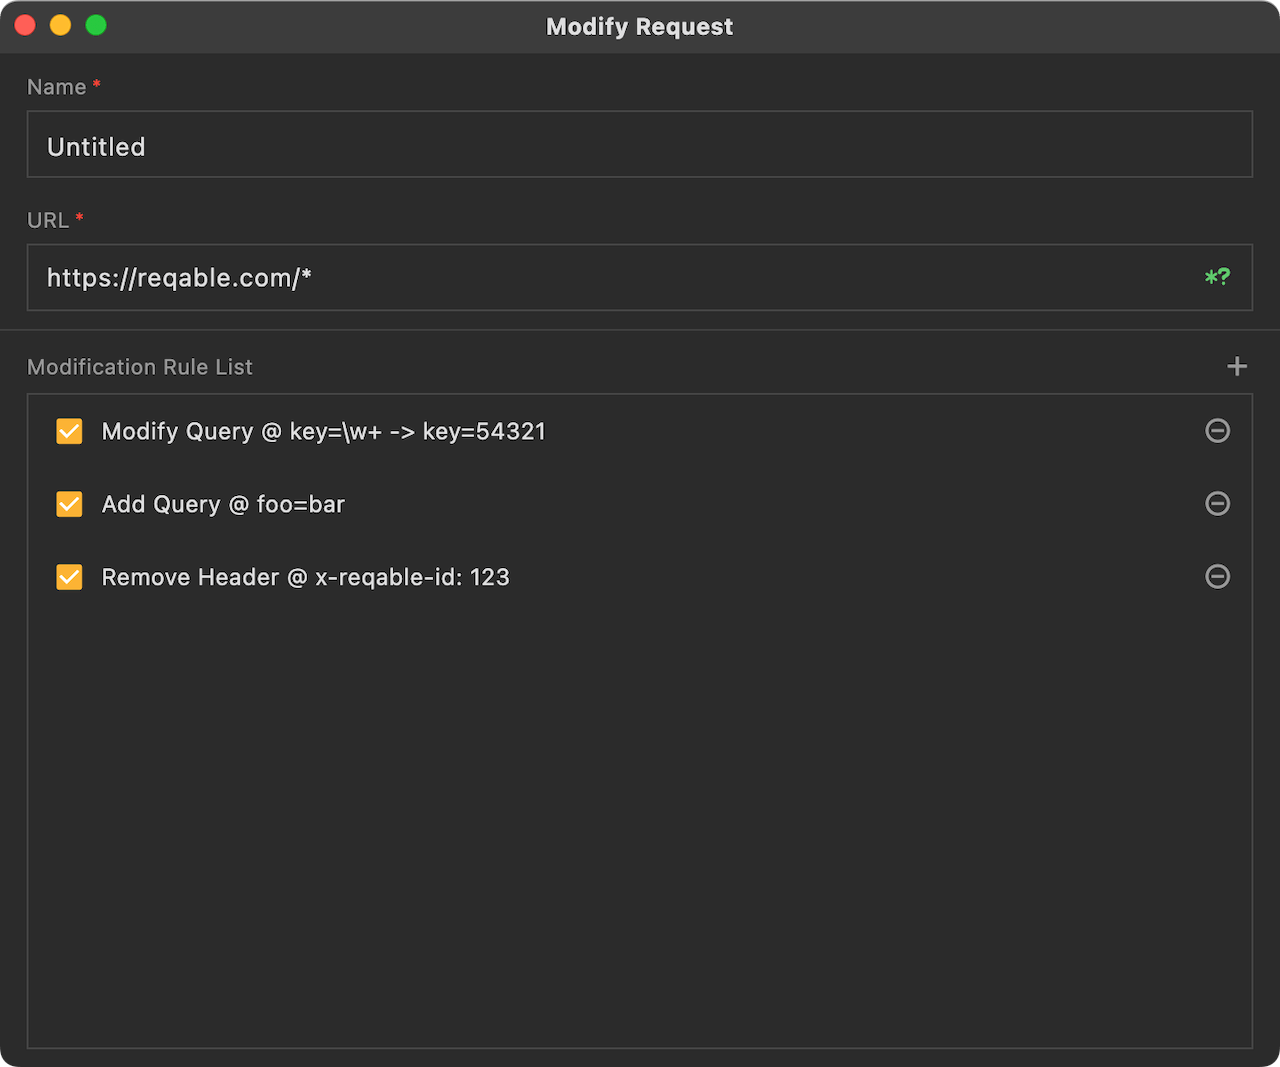 Modify Request
Name *
Untitled
URL *
https://reqable.com/*
*?
Modification Rule List
Modify Query @ key=\w+ -> key=54321
Add Query @ foo=bar
Remove Header @ x-reqable-id: 123